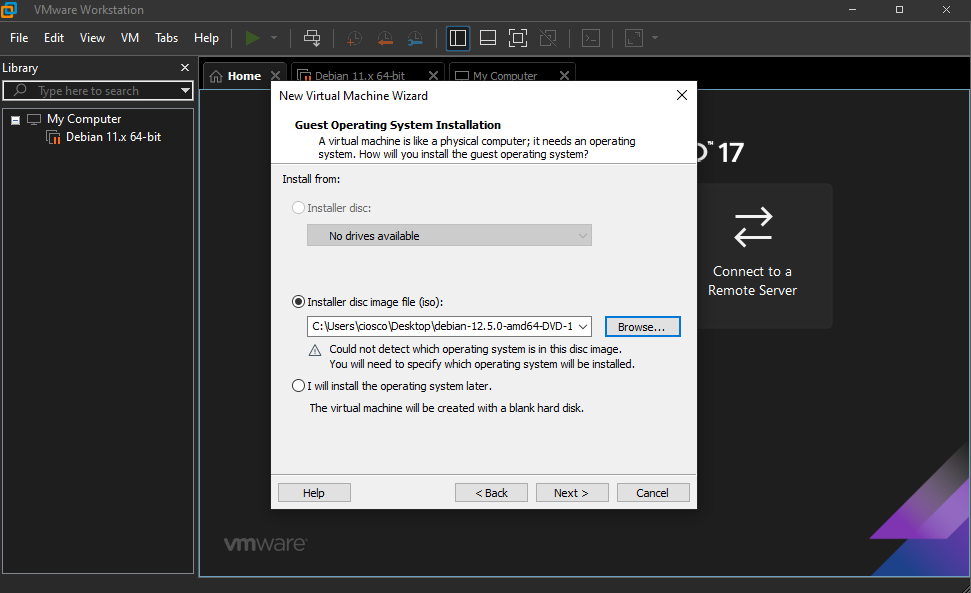 VMware Workstation
File Edit View VM Tabs Help
Library
Type here to search
My Computer
Debian 11.x 64-bit
Home
Debian 11.x 64-bit
My Computer
New Virtual Machine Wizard
Guest Operating System Installation
A virtual machine is like a physical computer; it needs an operating
system. How will you install the guest operating system?
Install from:
Installer disc:
No drives available
Installer disc image file (iso):
C:\Users\ciosco\Desktop\debian-12.5.0-amd64-DVD-1
Browse...
Could not detect which operating system is in this disc image.
You will need to specify which operating system will be installed.
I will install the operating system later.
The virtual machine will be created with a blank hard disk.
Help
< Back
Next >
Cancel
™ 17
Connect to a
Remote Server
vmware